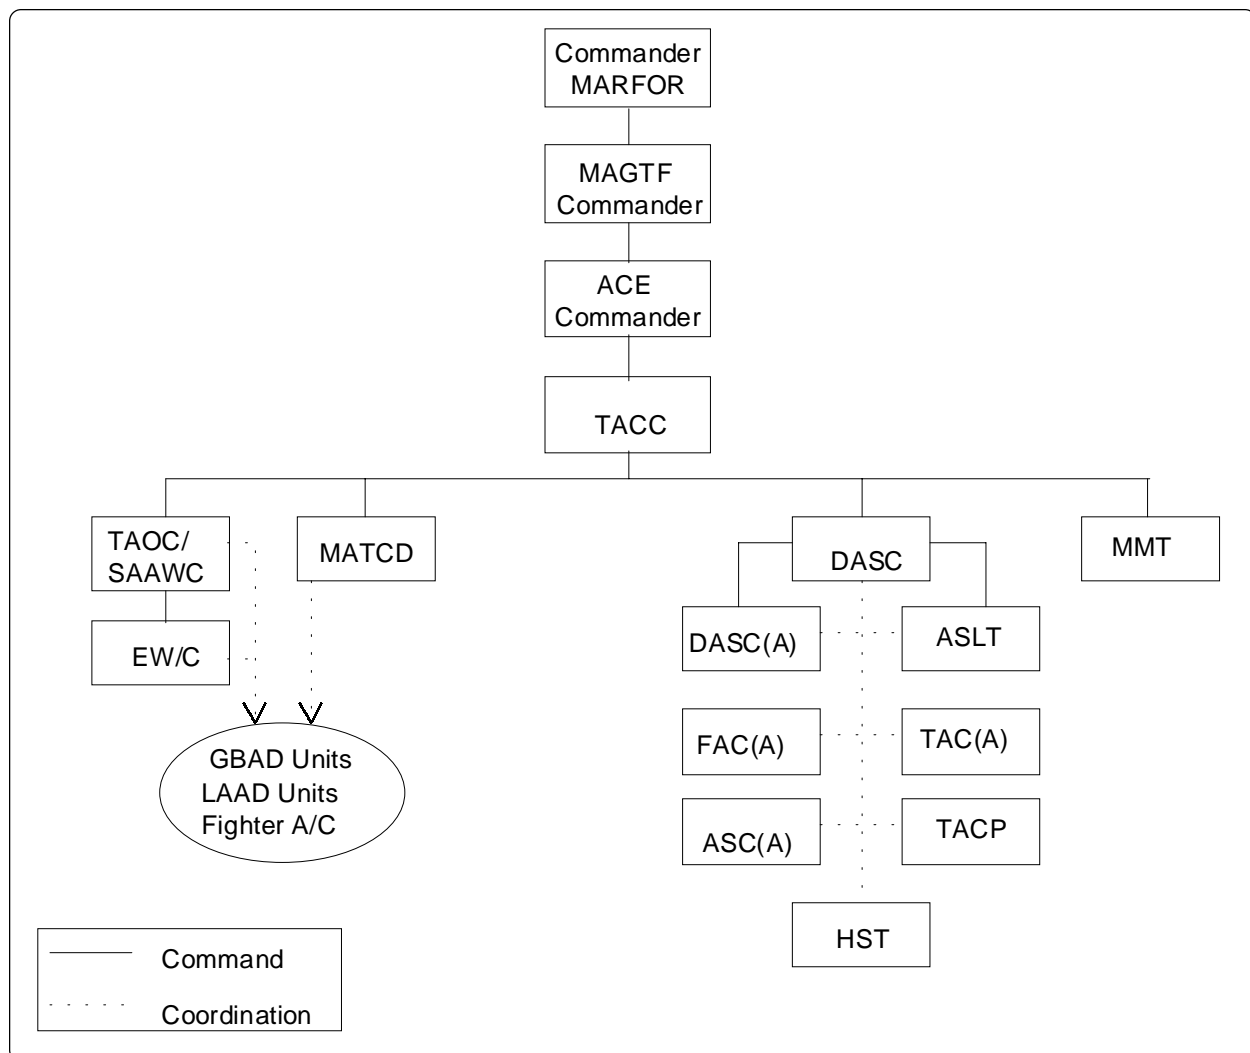 Commander
MARFOR
MAGTF
Commander
ACE
Commander
TACC
TAOC/
SAAWC
MATCD
DASC
MMT
EW/C
DASC(A)
ASLT
FAC(A)
TAC(A)
GBAD Units
LAAD Units
Fighter A/C
ASC(A)
TACP
HST
Command
Coordination